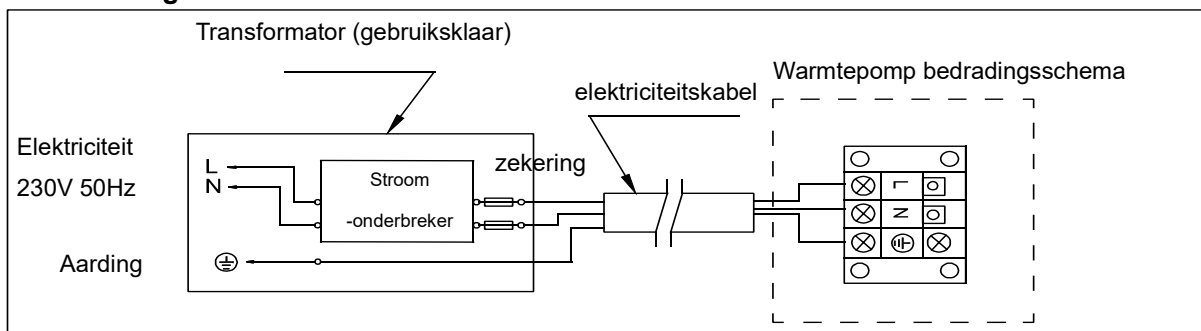 Transformator (gebruiksklaar)
Warmtepomp bedradingsschema
elektriciteitskabel
Elektriciteit
230V 50Hz
L
N
Stroom
-onderbreker
zekering
L
N
Aarding